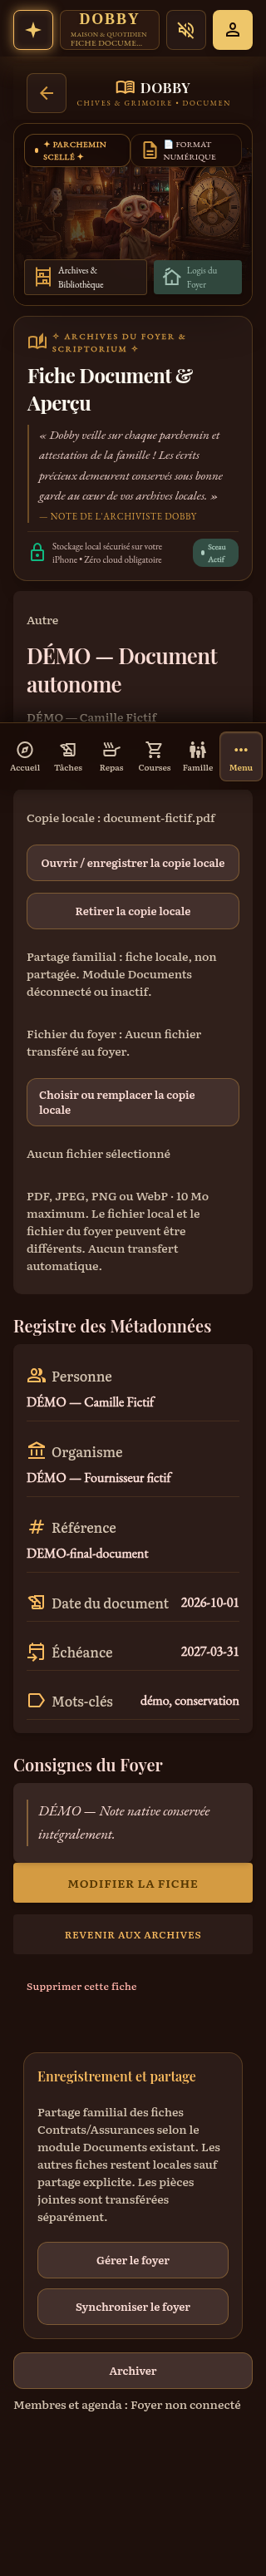 DOBBY
MAISON & QUOTIDIEN
FICHE DOCUME...
DOBBY
CHIVES & GRIMOIRE • DOCUMEN
✦ PARCHEMIN
SCELLÉ ✦
📄 FORMAT
NUMÉRIQUE
Archives &
Bibliothèque
Logis du
Foyer
✧ ARCHIVES DU FOYER &
SCRIPTORIUM ✧
Fiche Document &
Aperçu
« Dobby veille sur chaque parchemin et
attestation de la famille ! Les écrits
précieux demeurent conservés sous bonne
garde au cœur de vos archives locales. »
— NOTE DE L'ARCHIVISTE DOBBY
Stockage local sécurisé sur votre
iPhone • Zéro cloud obligatoire
Sceau
Actif
Autre
DÉMO — Document
autonome
DÉMO — Camille Fictif
Accueil
Tâches
Repas
Courses
Famille
Menu
Copie locale : document-fictif.pdf
Ouvrir / enregistrer la copie locale
Retirer la copie locale
Partage familial : fiche locale, non
partagée. Module Documents
déconnecté ou inactif.
Fichier du foyer : Aucun fichier
transféré au foyer.
Choisir ou remplacer la copie
locale
Aucun fichier sélectionné
PDF, JPEG, PNG ou WebP · 10 Mo
maximum. Le fichier local et le
fichier du foyer peuvent être
différents. Aucun transfert
automatique.
Registre des Métadonnées
Personne
DÉMO — Camille Fictif
Organisme
DÉMO — Fournisseur fictif
Référence
DEMO-final-document
Date du document 2026-10-01
Échéance 2027-03-31
Mots-clés démo, conservation
Consignes du Foyer
DÉMO — Note native conservée
intégralement.
MODIFIER LA FICHE
REVENIR AUX ARCHIVES
Supprimer cette fiche
Enregistrement et partage
Partage familial des fiches
Contrats/Assurances selon le
module Documents existant. Les
autres fiches restent locales sauf
partage explicite. Les pièces
jointes sont transférées
séparément.
Gérer le foyer
Synchroniser le foyer
Archiver
Membres et agenda : Foyer non connecté